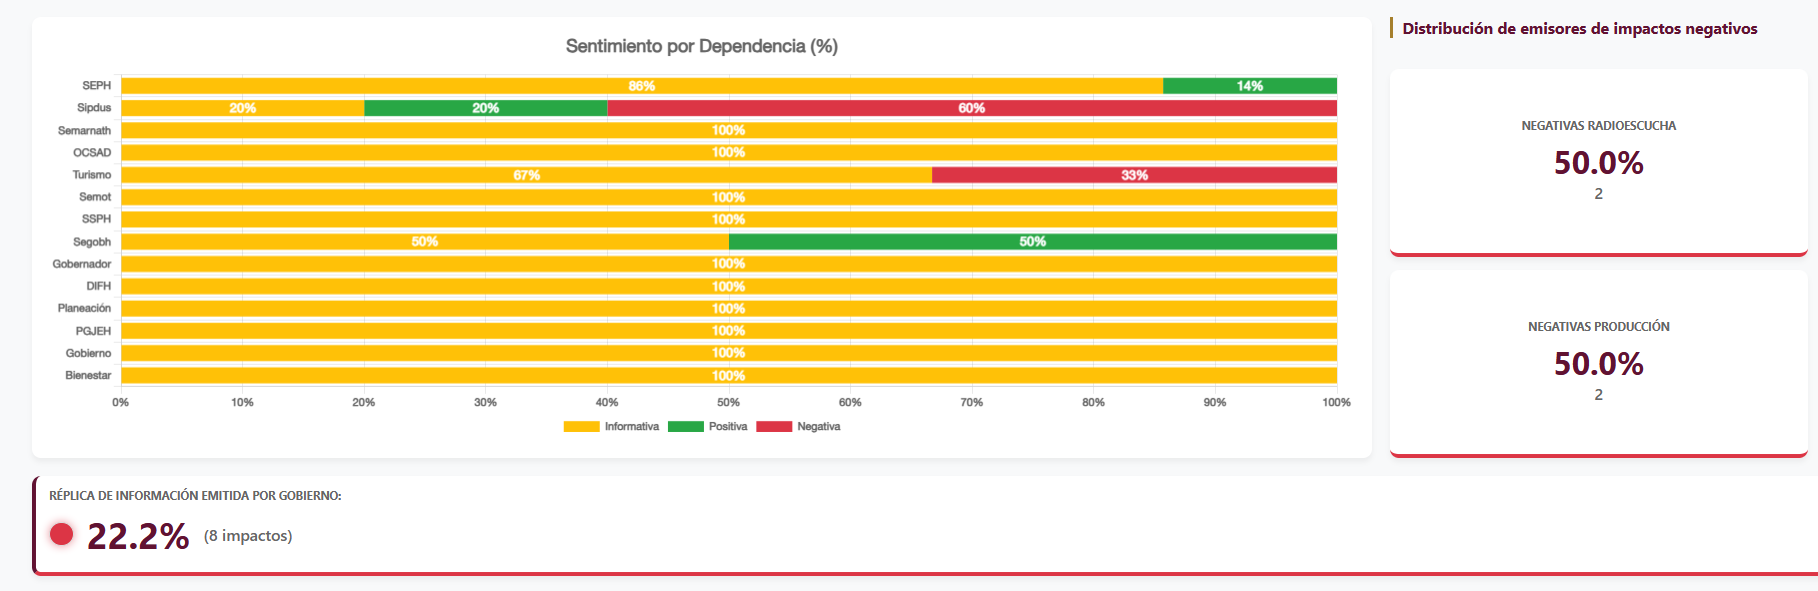 Sentimiento por Dependencia (%)
SEPH 86% 14%
Sipdus 20% 20% 60%
Semarnath 100%
OCSAD 100%
Turismo 67% 33%
Semot 100%
SSPH 100%
Segobh 50% 50%
Gobernador 100%
DIFH 100%
Planeación 100%
PGJEH 100%
Gobierno 100%
Bienestar 100%
0% 10% 20% 30% 40% 50% 60% 70% 80% 90% 100%
Informativa Positiva Negativa
Distribución de emisores de impactos negativos
NEGATIVAS RADIOESCUCHA
50.0%
2
NEGATIVAS PRODUCCIÓN
50.0%
2
RÉPLICA DE INFORMACIÓN EMITIDA POR GOBIERNO:
22.2% (8 impactos)